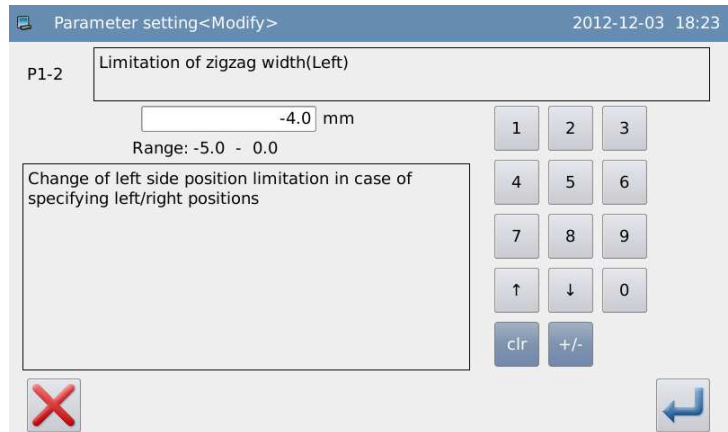 Parameter setting<Modify> 2012-12-03 18:23
P1-2 Limitation of zigzag width(Left)
-4.0 mm
Range: -5.0 - 0.0
Change of left side position limitation in case of
specifying left/right positions
1 2 3
4 5 6
7 8 9
↑ ↓ 0
clr +/-